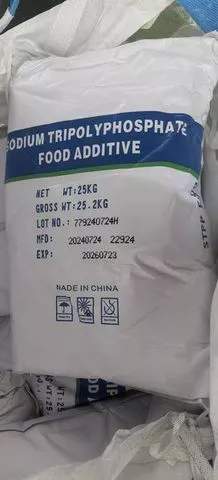 SODIUM TRIPOLYPHOSPHATE
FOOD ADDITIVE
NET WT:25KG
GROSS WT:25.2KG
LOT NO.: 779240724H
MFD: 20240724 22924
EXP: 20260723
MADE IN CHINA
STPP